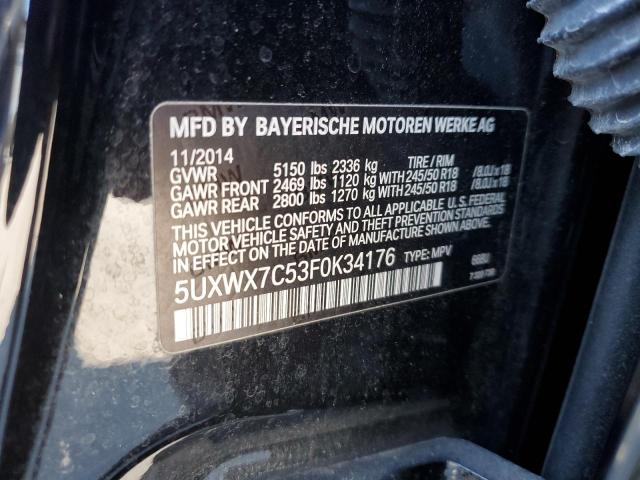 MFD BY BAYERISCHE MOTOREN WERKE AG
11/2014
GVWR 5150 lbs 2336 kg TIRE / RIM
GAWR FRONT 2469 lbs 1120 kg WITH 245/50 R18 /8.0J x 18
GAWR REAR 2800 lbs 1270 kg WITH 245/50 R18 /8.0J x 18
THIS VEHICLE CONFORMS TO ALL APPLICABLE U. S. FEDERAL
MOTOR VEHICLE SAFETY AND THEFT PREVENTION STANDARDS
IN EFFECT ON THE DATE OF MANUFACTURE SHOWN ABOVE.
5UXWX7C53F0K34176 TYPE: MPV